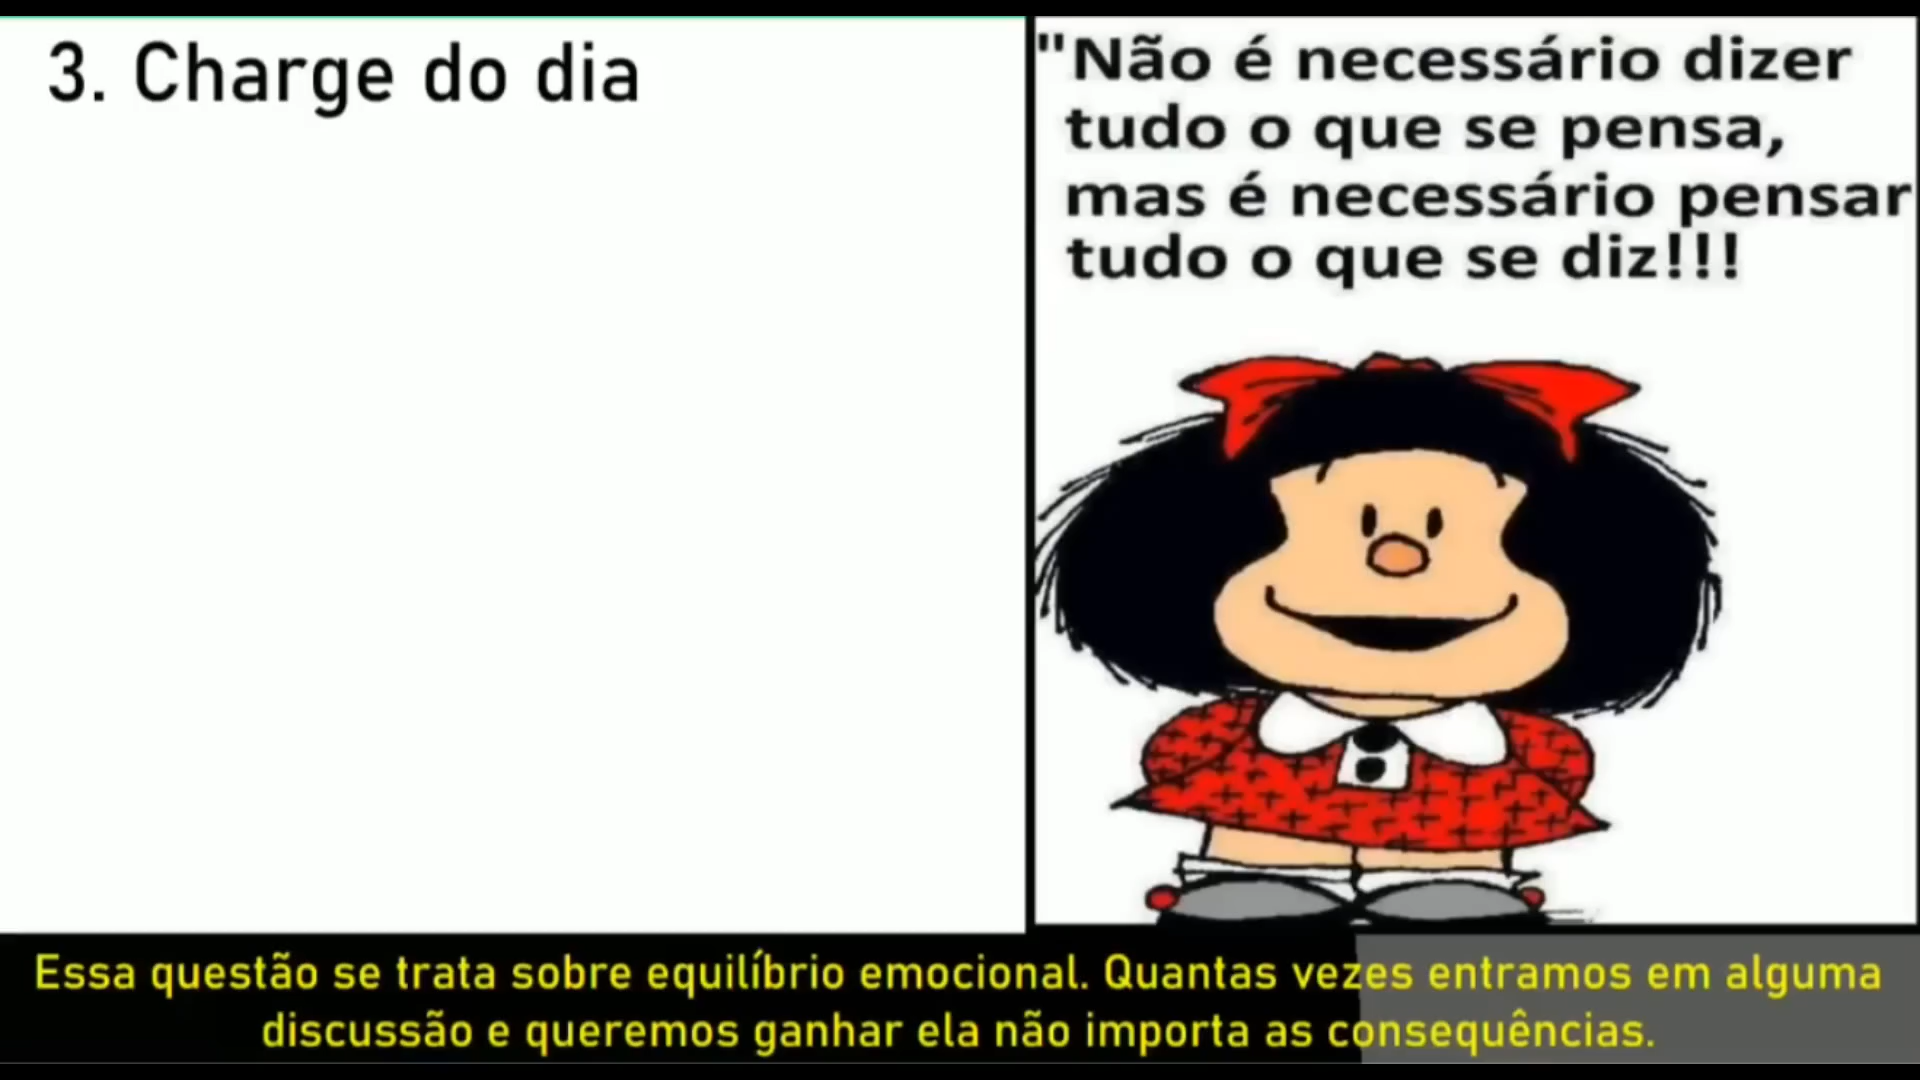 3. Charge do dia
"Não é necessário dizer
tudo o que se pensa,
mas é necessário pensar
tudo o que se diz!!!
Essa questão se trata sobre equilíbrio emocional. Quantas vezes entramos em alguma
discussão e queremos ganhar ela não importa as consequências.